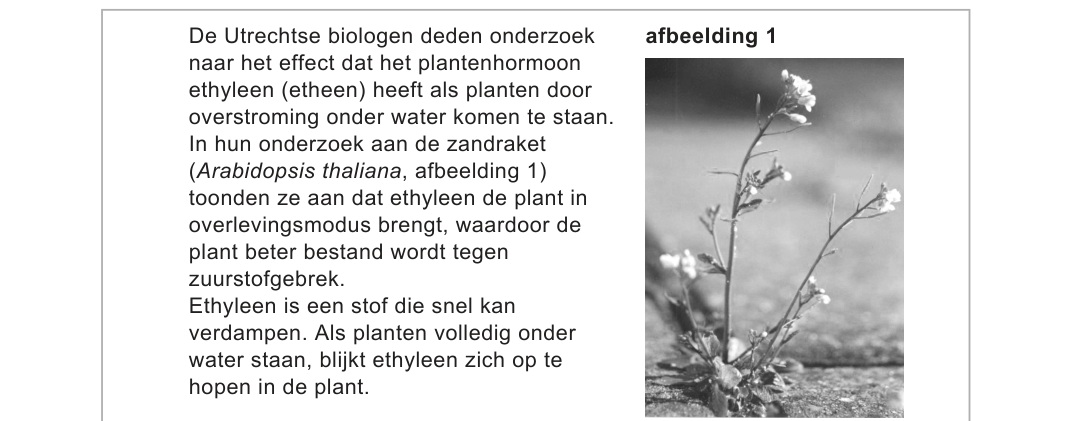 De Utrechtse biologen deden onderzoek
naar het effect dat het plantenhormoon
ethyleen (etheen) heeft als planten door
overstroming onder water komen te staan.
In hun onderzoek aan de zandraket
(Arabidopsis thaliana, afbeelding 1)
toonden ze aan dat ethyleen de plant in
overlevingsmodus brengt, waardoor de
plant beter bestand wordt tegen
zuurstofgebrek.
Ethyleen is een stof die snel kan
verdampen. Als planten volledig onder
water staan, blijkt ethyleen zich op te
hopen in de plant.
afbeelding 1